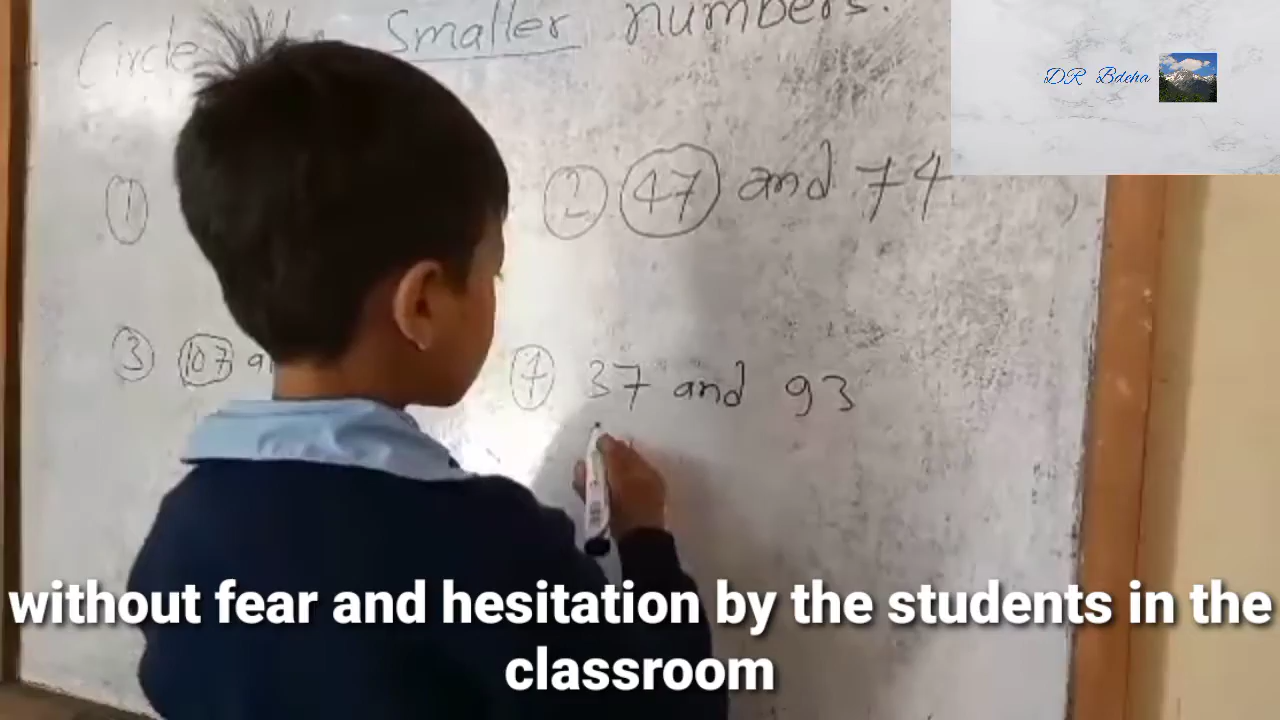 Circle the Smaller numbers.
DR Bdeha
1
2 47 and 74
3 107
4 37 and 93
without fear and hesitation by the students in the
classroom